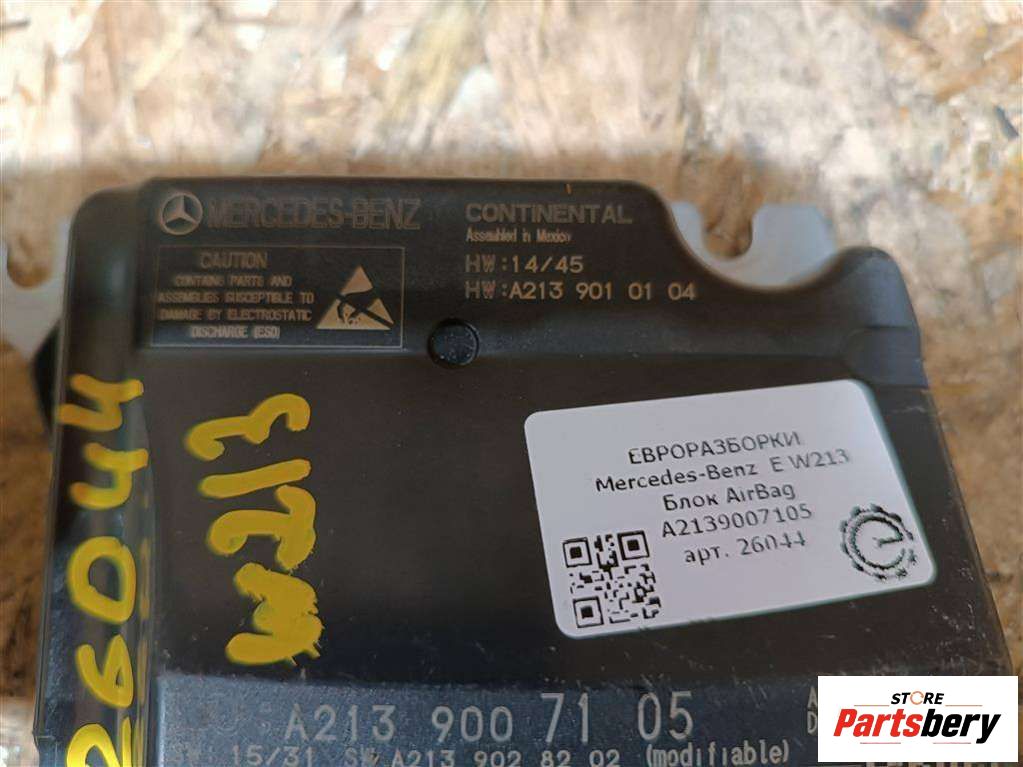 MERCEDES-BENZ
CONTINENTAL
Assembled in Mexico
HW:14/45
HW:A213 901 01 04
CAUTION
CONTAINS PARTS AND
ASSEMBLIES SUSCEPTIBLE TO
DAMAGE BY ELECTROSTATIC
DISCHARGE (ESD)
26044
W213
ЕВРОРАЗБОРКИ
Mercedes-Benz E W213
Блок AirBag
A2139007105
арт. 26044
A213 900 71 05
15/31 SW A213 902 82 02 (modifiable)
STORE
Partsbery